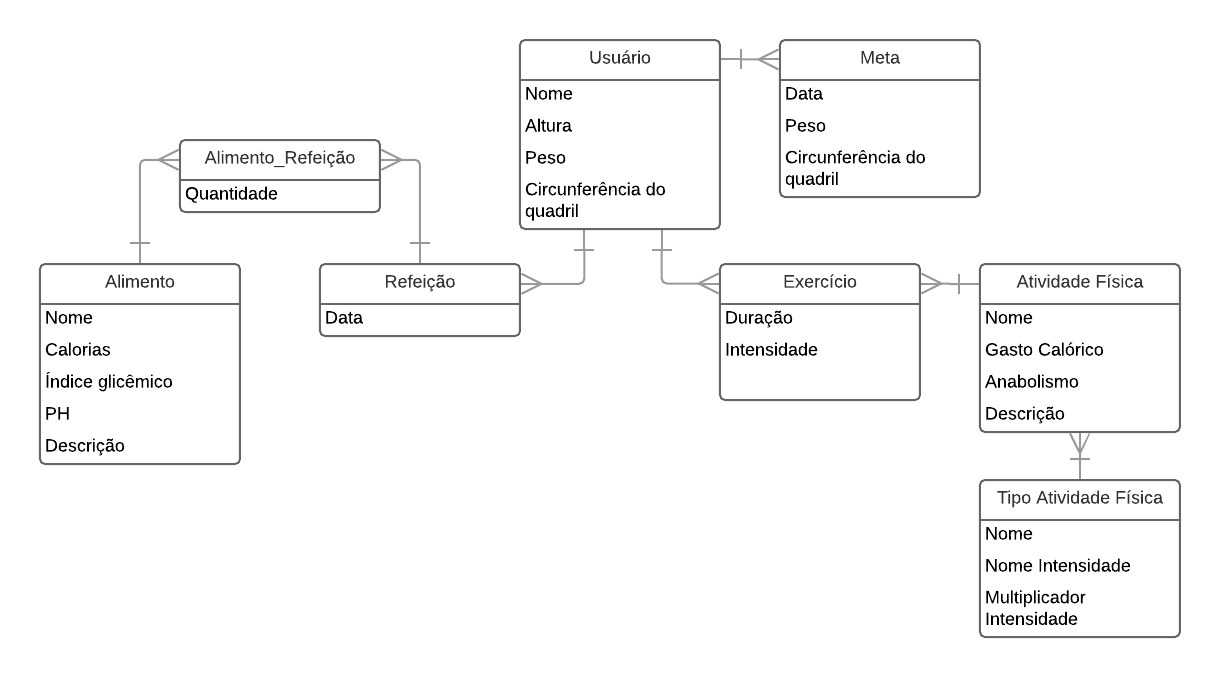 Usuário
Nome
Altura
Peso
Circunferência do
quadril
Meta
Data
Peso
Circunferência do
quadril
Alimento_Refeição
Quantidade
Alimento
Nome
Calorias
Índice glicêmico
PH
Descrição
Refeição
Data
Exercício
Duração
Intensidade
Atividade Física
Nome
Gasto Calórico
Anabolismo
Descrição
Tipo Atividade Física
Nome
Nome Intensidade
Multiplicador
Intensidade